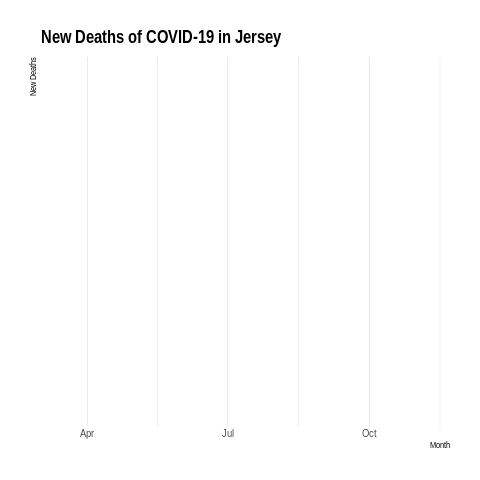 New Deaths of COVID-19 in Jersey
New Deaths
Apr
Jul
Oct
Month